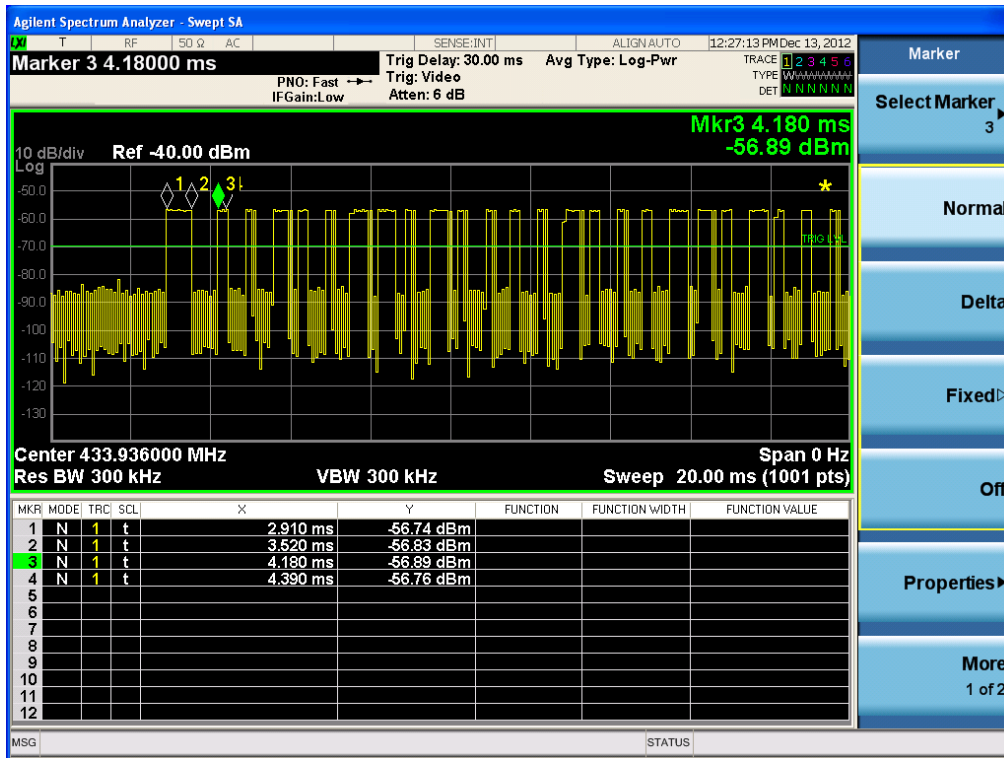 Agilent Spectrum Analyzer - Swept SA
LXI T RF 50 Ω AC SENSE:INT ALIGN AUTO 12:27:13 PM Dec 13, 2012
Marker 3 4.18000 ms
PNO: Fast
IFGain:Low
Trig Delay: 30.00 ms
Trig: Video
Atten: 6 dB
Avg Type: Log-Pwr
TRACE 1 2 3 4 5 6
TYPE
DET N N N N N N
Mkr3 4.180 ms
-56.89 dBm
10 dB/div Ref -40.00 dBm
Log
1 2 3
*
-50.0
-60.0
-70.0
TRIG LVL
-80.0
-90.0
-100
-110
-120
-130
Center 433.936000 MHz Span 0 Hz
Res BW 300 kHz VBW 300 kHz Sweep 20.00 ms (1001 pts)
MKR MODE TRC SCL X Y FUNCTION FUNCTION WIDTH FUNCTION VALUE
1 N 1 t 2.910 ms -56.74 dBm
2 N 1 t 3.520 ms -56.83 dBm
3 N 1 t 4.180 ms -56.89 dBm
4 N 1 t 4.390 ms -56.76 dBm
5
6
7
8
9
10
11
12
MSG STATUS
Marker
Select Marker
3
Normal
Delta
Fixed
Off
Properties
More
1 of 2